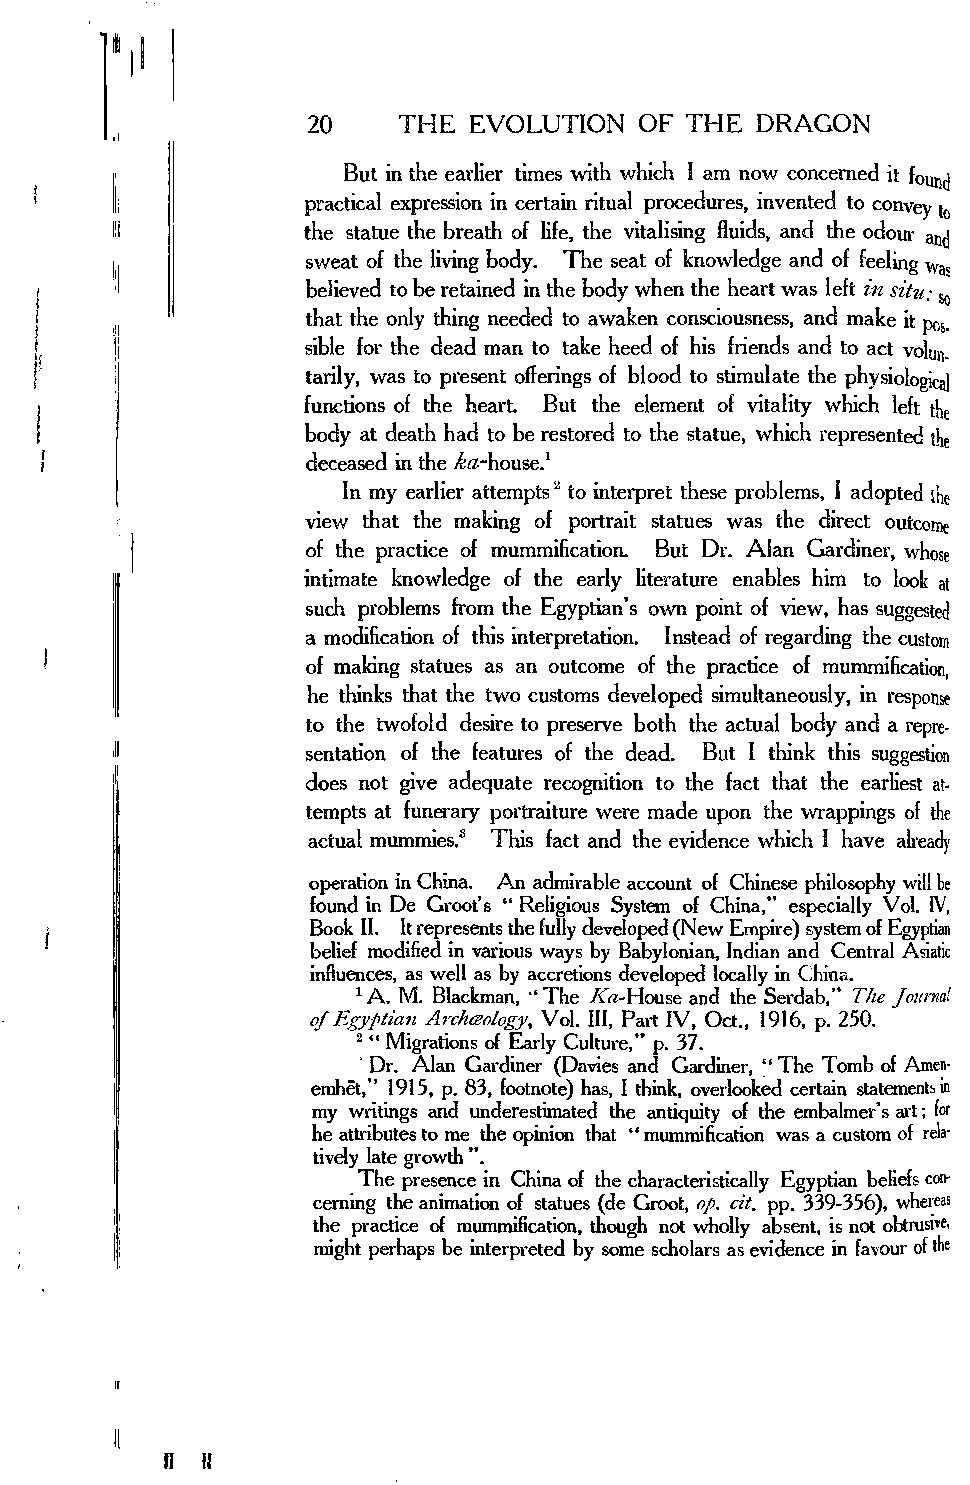 20 THE EVOLUTION OF THE DRAGON
But in the earlier times with which I am now concerned it found
practical expression in certain ritual procedures, invented to convey to
the statue the breath of life, the vitalising fluids, and the odour and
sweat of the living body. The seat of knowledge and of feeling was
believed to be retained in the body when the heart was left in situ: so
that the only thing needed to awaken consciousness, and make it pos-
sible for the dead man to take heed of his friends and to act volun-
tarily, was to present offerings of blood to stimulate the physiological
functions of the heart. But the element of vitality which left the
body at death had to be restored to the statue, which represented the
deceased in the ka-house.¹
In my earlier attempts² to interpret these problems, I adopted the
view that the making of portrait statues was the direct outcome
of the practice of mummification. But Dr. Alan Gardiner, whose
intimate knowledge of the early literature enables him to look at
such problems from the Egyptian's own point of view, has suggested
a modification of this interpretation. Instead of regarding the custom
of making statues as an outcome of the practice of mummification,
he thinks that the two customs developed simultaneously, in response
to the twofold desire to preserve both the actual body and a repre-
sentation of the features of the dead. But I think this suggestion
does not give adequate recognition to the fact that the earliest at-
tempts at funerary portraiture were made upon the wrappings of the
actual mummies.³ This fact and the evidence which I have already
operation in China. An admirable account of Chinese philosophy will be
found in De Groot's "Religious System of China," especially Vol. IV,
Book II. It represents the fully developed (New Empire) system of Egyptian
belief modified in various ways by Babylonian, Indian and Central Asiatic
influences, as well as by accretions developed locally in China.
¹ A. M. Blackman, "The Ka-House and the Serdab," The Journal
of Egyptian Archæology, Vol. III, Part IV, Oct., 1916, p. 250.
² "Migrations of Early Culture," p. 37.
Dr. Alan Gardiner (Davies and Gardiner, "The Tomb of Amen-
emhêt," 1915, p. 83, footnote) has, I think, overlooked certain statements in
my writings and underestimated the antiquity of the embalmer's art; for
he attributes to me the opinion that "mummification was a custom of rela-
tively late growth".
The presence in China of the characteristically Egyptian beliefs con-
cerning the animation of statues (de Groot, op. cit. pp. 339-356), whereas
the practice of mummification, though not wholly absent, is not obtrusive,
might perhaps be interpreted by some scholars as evidence in favour of the